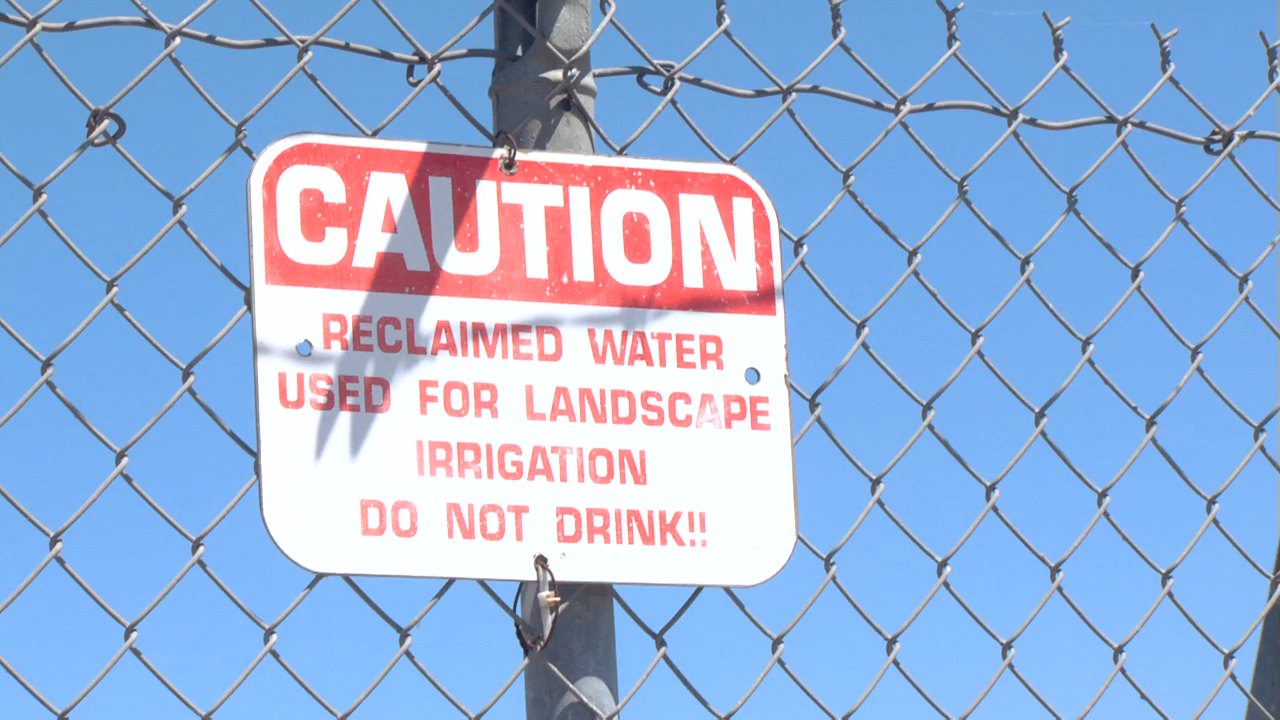 CAUTION
RECLAIMED WATER
USED FOR LANDSCAPE
IRRIGATION
DO NOT DRINK!!